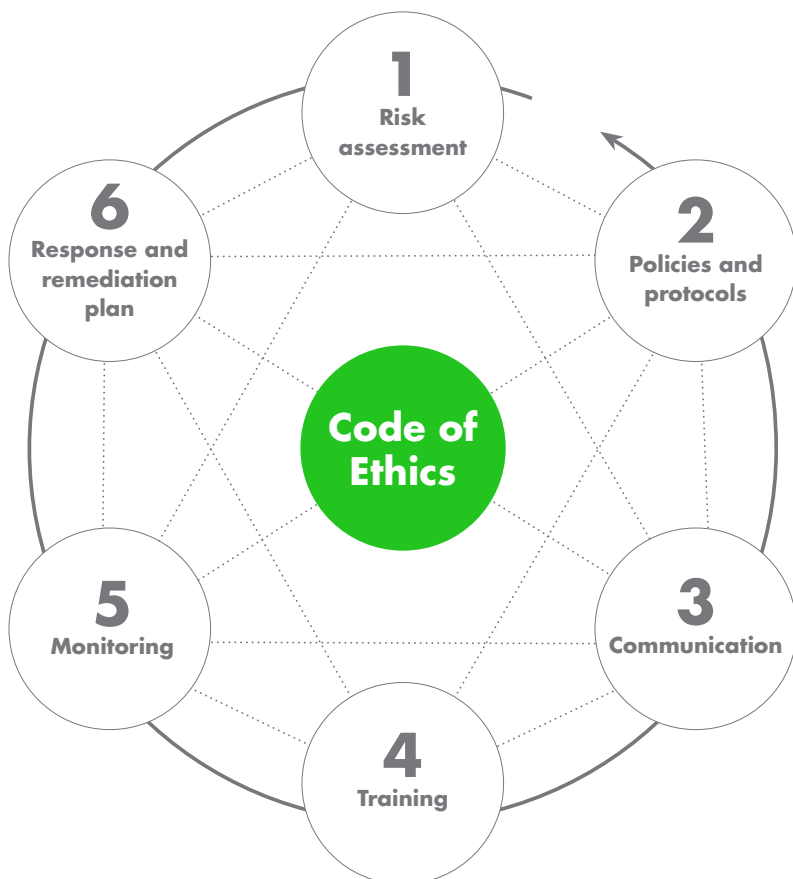 1
Risk
assessment
2
Policies and
protocols
3
Communication
4
Training
5
Monitoring
6
Response and
remediation
plan
Code of
Ethics